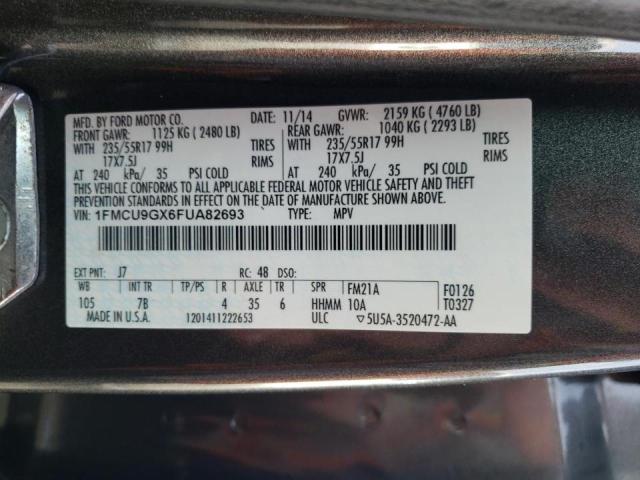 MFD. BY FORD MOTOR CO. DATE: 11/14 GVWR: 2159 KG (4760 LB)
FRONT GAWR: 1125 KG (2480 LB) REAR GAWR: 1040 KG (2293 LB)
WITH 235/55R17 99H TIRES WITH 235/55R17 99H TIRES
17X7.5J RIMS 17X7.5J RIMS
AT 240 kPa/ 35 PSI COLD AT 240 kPa/ 35 PSI COLD
THIS VEHICLE CONFORMS TO ALL APPLICABLE FEDERAL MOTOR VEHICLE SAFETY AND THEFT
PREVENTION STANDARDS IN EFFECT ON THE DATE OF MANUFACTURE SHOWN ABOVE.
VIN: 1FMCU9GX6FUA82693 TYPE: MPV
EXT PNT: J7 RC: 48 DSO:
WB INT TR TP/PS R AXLE TR SPR FM21A F0126
105 7B 4 35 6 HHMM 10A T0327
MADE IN U.S.A. 1201411222653 ULC ▽5U5A-3520472-AA